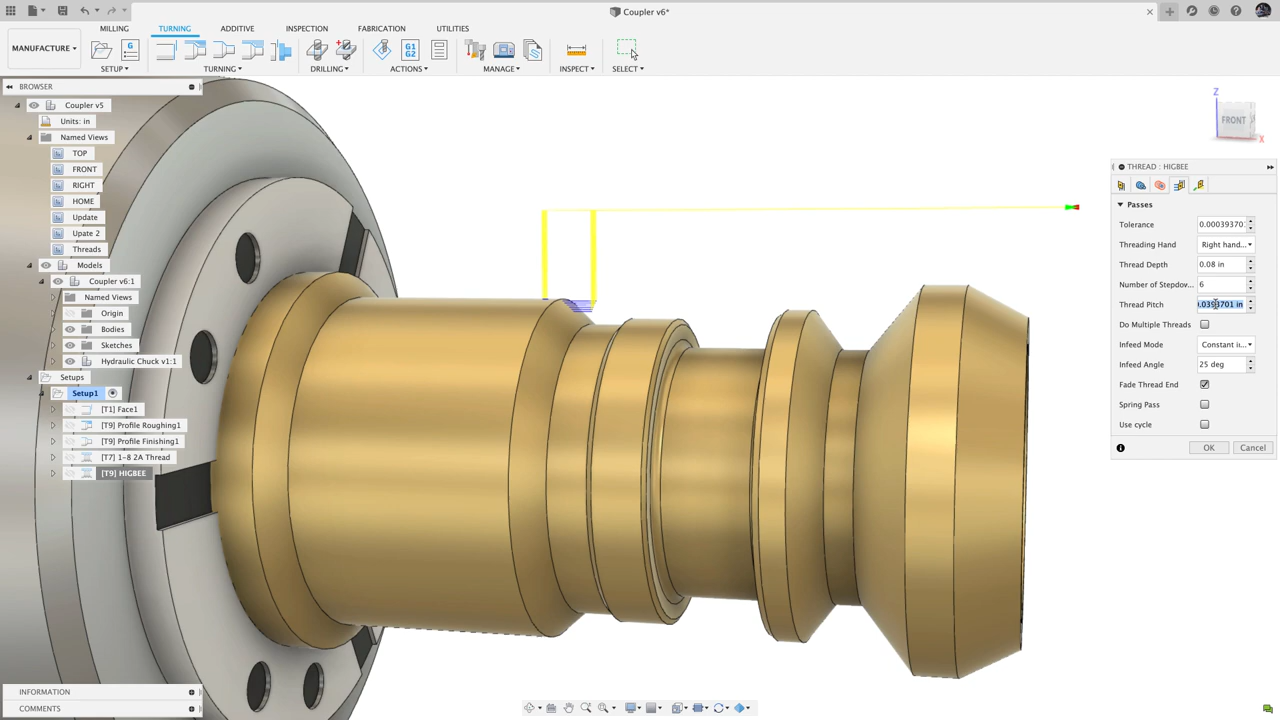 Coupler v6*
MILLING
TURNING
ADDITIVE
INSPECTION
FABRICATION
UTILITIES
MANUFACTURE
G1
G2
SETUP
TURNING
DRILLING
ACTIONS
MANAGE
INSPECT
SELECT
BROWSER
Coupler v5
Units: in
Named Views
TOP
FRONT
RIGHT
HOME
Update
Upate 2
Threads
Models
Coupler v6:1
Named Views
Origin
Bodies
Sketches
Hydraulic Chuck v1:1
Setups
Setup1
[T1] Face1
[T9] Profile Roughing1
[T9] Profile Finishing1
[T7] 1-8 2A Thread
[T9] HIGBEE
Z
FRONT
X
THREAD : HIGBEE
Passes
Tolerance 0.000393701
Threading Hand Right hand...
Thread Depth 0.08 in
Number of Stepdov... 6
Thread Pitch
Do Multiple Threads
Infeed Mode Constant i...
Infeed Angle 25 deg
Fade Thread End
Spring Pass
Use cycle
OK Cancel
INFORMATION
COMMENTS